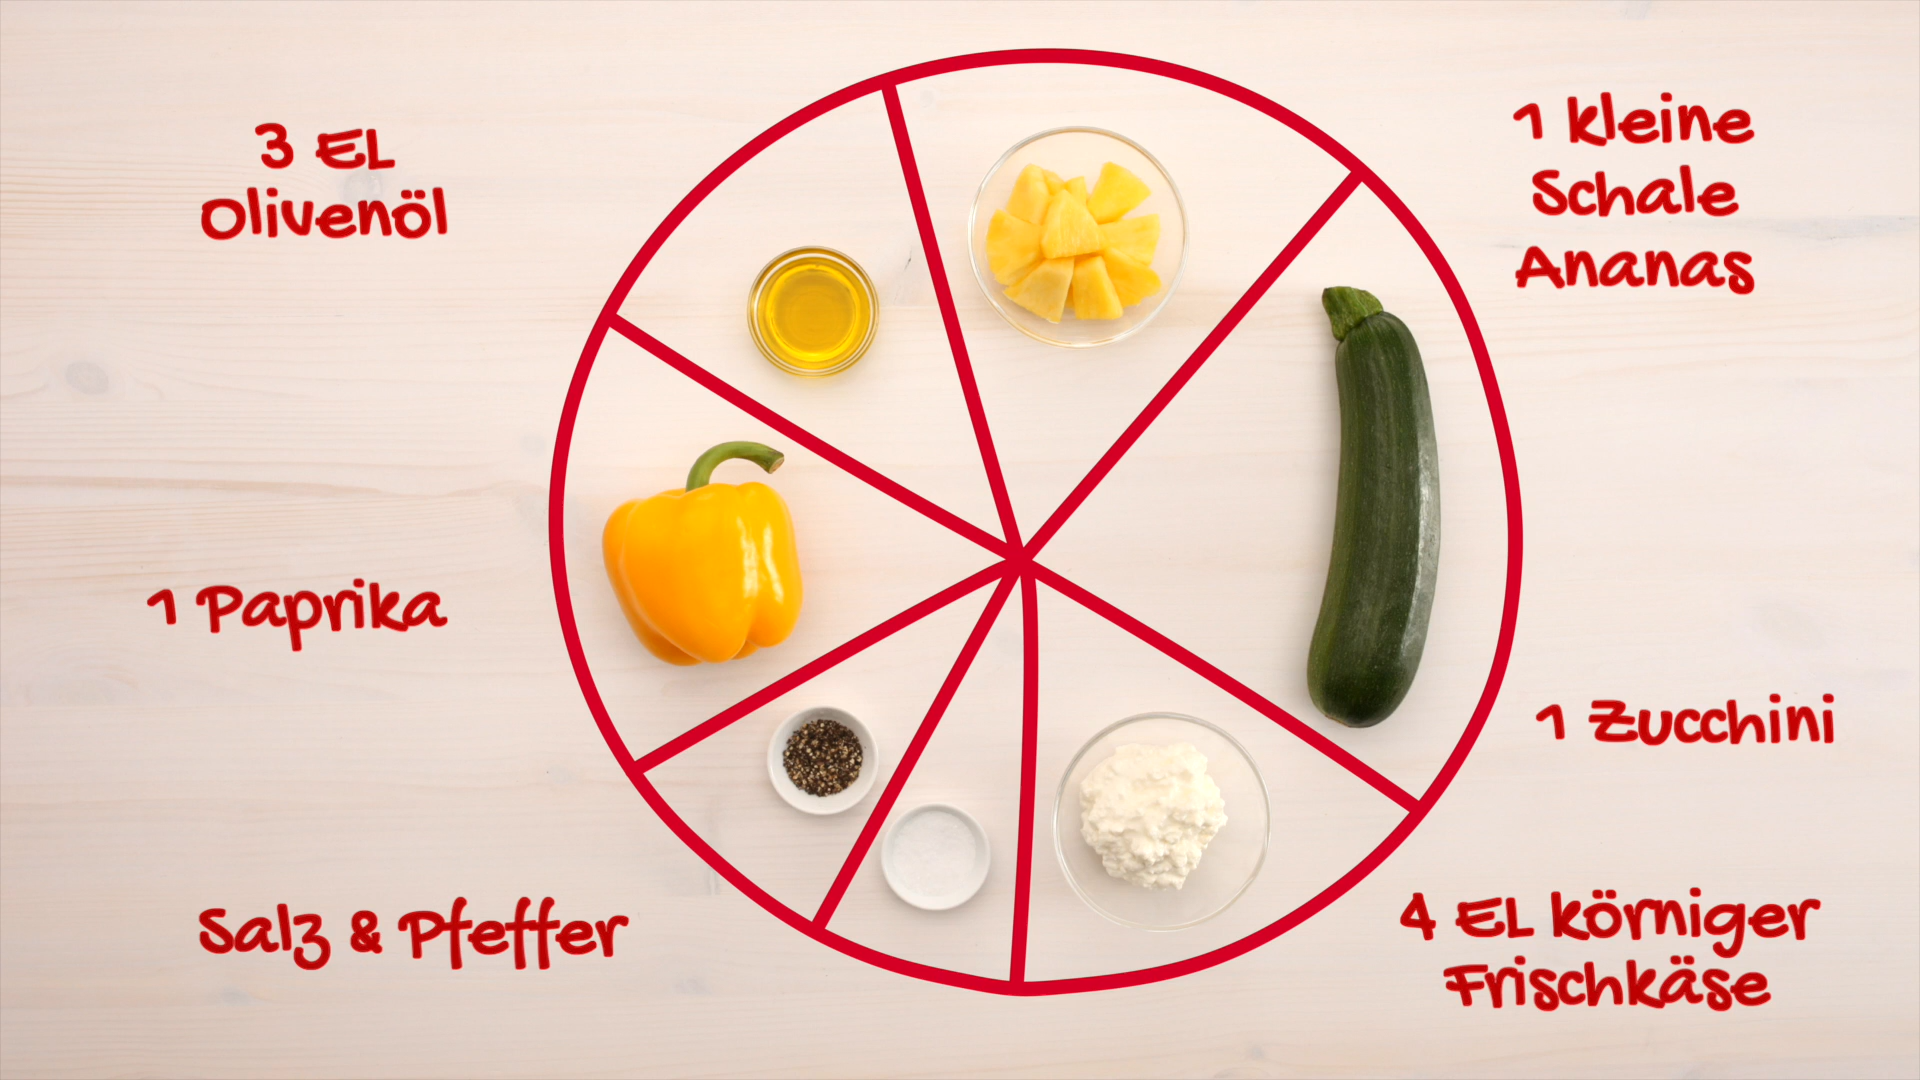 3 EL
Olivenöl
1 kleine
Schale
Ananas
1 Paprika
1 Zucchini
Salz & Pfeffer
4 EL körniger
Frischkäse